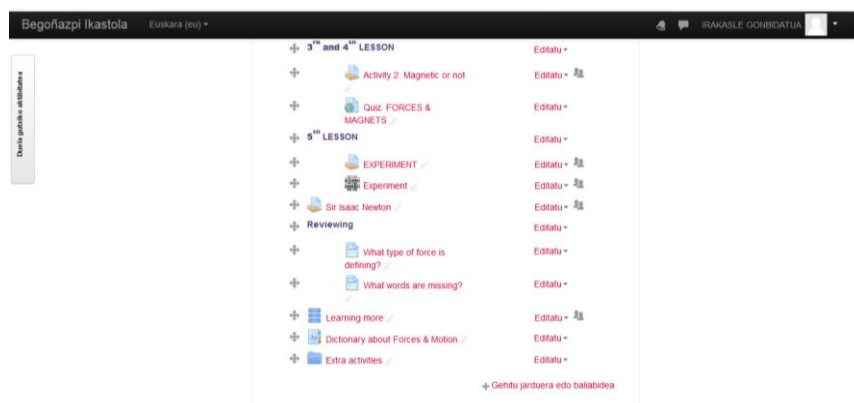 Begoñazpi Ikastola Euskara (eu) IRAKASLE GONBIDATUA
3rd and 4th LESSON Editatu
Activity 2: Magnetic or not Editatu
Quiz: FORCES & Editatu
MAGNETS
5th LESSON Editatu
EXPERIMENT Editatu
Experiment Editatu
Sir Isaac Newton Editatu
Reviewing Editatu
What type of force is Editatu
defining?
What words are missing? Editatu
Learning more Editatu
Dictionary about Forces & Motion Editatu
Extra activities Editatu
Gehitu jarduera edo baliabidea
Duela gutxiko aktibitatea